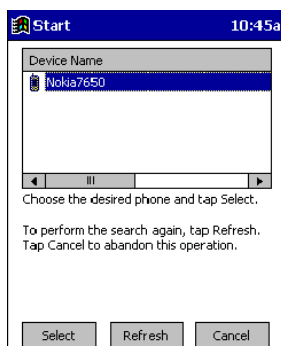 Start 10:45a
Device Name
Nokia7650
Choose the desired phone and tap Select.
To perform the search again, tap Refresh.
Tap Cancel to abandon this operation.
Select Refresh Cancel